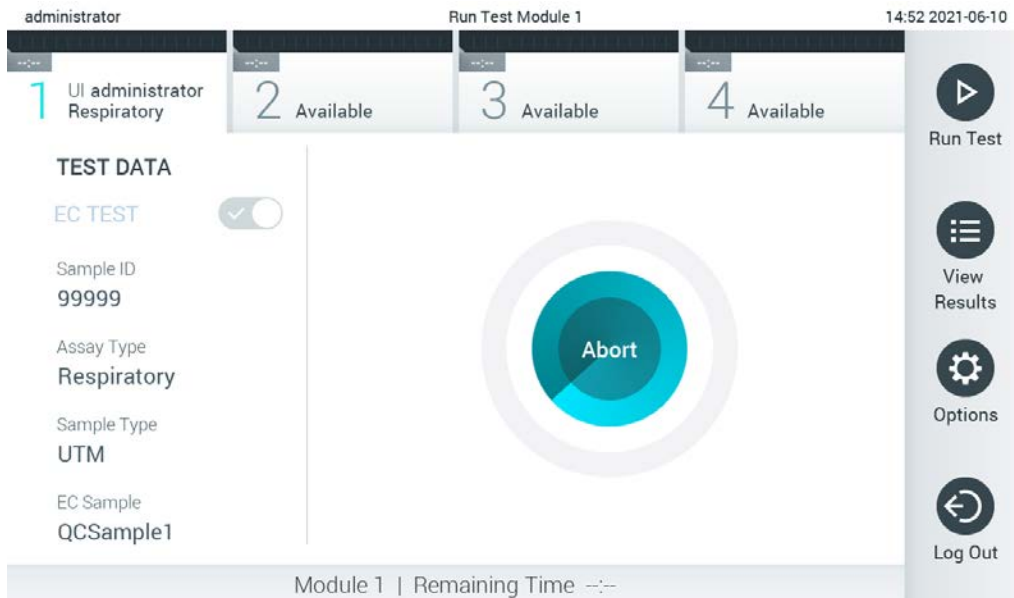 administrator
Run Test Module 1
14:52 2021-06-10
--:--
--:--
--:--
--:--
1
UI administrator
Respiratory
2 Available
3 Available
4 Available
Run Test
TEST DATA
EC TEST
Sample ID
99999
Assay Type
Respiratory
Sample Type
UTM
EC Sample
QCSample1
Abort
View
Results
Options
Log Out
Module 1 | Remaining Time --:--